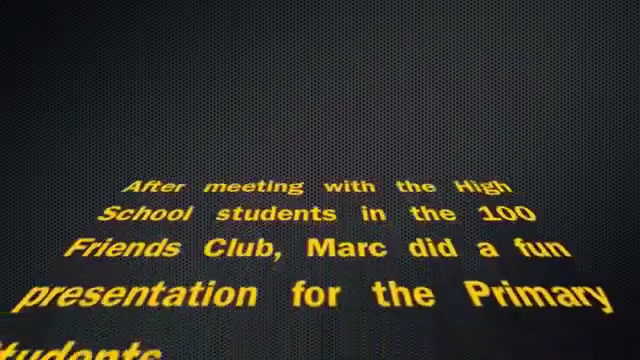 After meeting with the High
School students in the 100
Friends Club, Marc did a fun
presentation for the Primary
Students